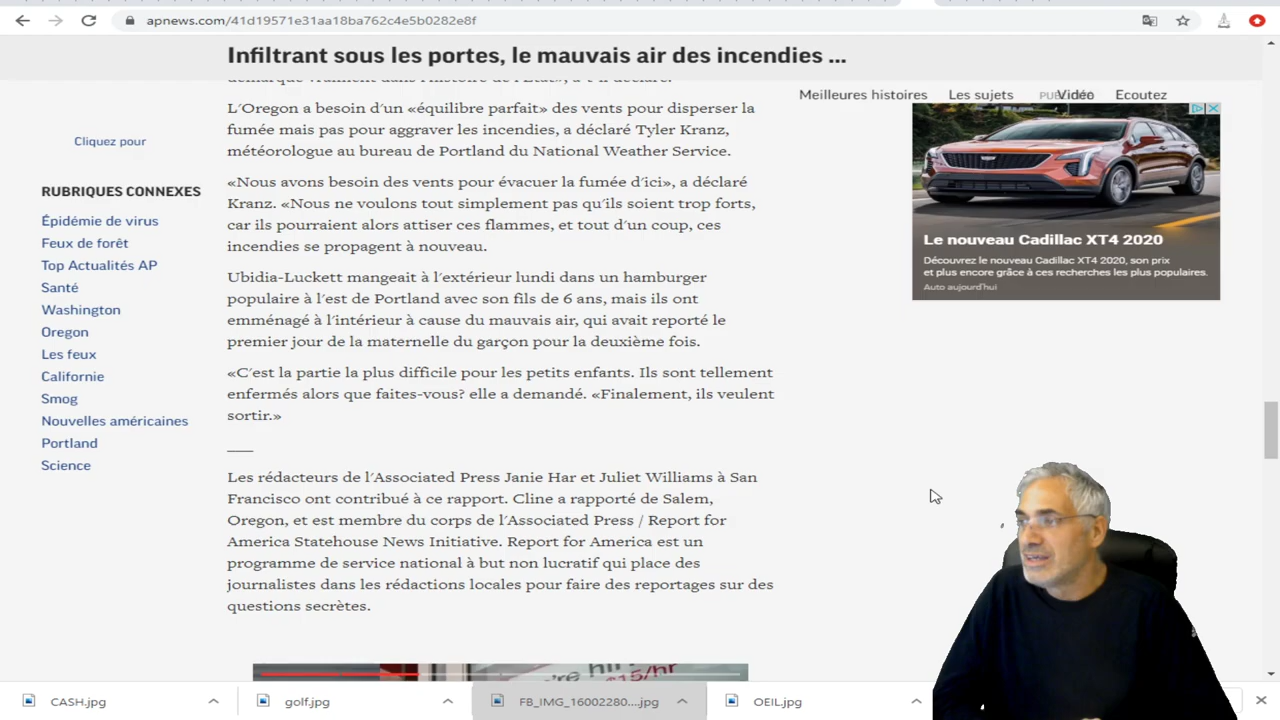 apnews.com/41d19571e31aa18ba762c4e5b0282e8f
Infiltrant sous les portes, le mauvais air des incendies ...
Meilleures histoires
Les sujets
Vidéo
Ecoutez
L'Oregon a besoin d'un «équilibre parfait» des vents pour disperser la
fumée mais pas pour aggraver les incendies, a déclaré Tyler Kranz,
météorologue au bureau de Portland du National Weather Service.
«Nous avons besoin des vents pour évacuer la fumée d'ici», a déclaré
Kranz. «Nous ne voulons tout simplement pas qu'ils soient trop forts,
car ils pourraient alors attiser ces flammes, et tout d'un coup, ces
incendies se propagent à nouveau.
Ubidia-Luckett mangeait à l'extérieur lundi dans un hamburger
populaire à l'est de Portland avec son fils de 6 ans, mais ils ont
emménagé à l'intérieur à cause du mauvais air, qui avait reporté le
premier jour de la maternelle du garçon pour la deuxième fois.
«C'est la partie la plus difficile pour les petits enfants. Ils sont tellement
enfermés alors que faites-vous? elle a demandé. «Finalement, ils veulent
sortir.»
Les rédacteurs de l'Associated Press Janie Har et Juliet Williams à San
Francisco ont contribué à ce rapport. Cline a rapporté de Salem,
Oregon, et est membre du corps de l'Associated Press / Report for
America Statehouse News Initiative. Report for America est un
programme de service national à but non lucratif qui place des
journalistes dans les rédactions locales pour faire des reportages sur des
questions secrètes.
Cliquez pour
RUBRIQUES CONNEXES
Épidémie de virus
Feux de forêt
Top Actualités AP
Santé
Washington
Oregon
Les feux
Californie
Smog
Nouvelles américaines
Portland
Science
Le nouveau Cadillac XT4 2020
Découvrez le nouveau Cadillac XT4 2020, son prix
et plus encore grâce à ces recherches les plus populaires.
Auto aujourd'hui
$15/hr
CASH.jpg
golf.jpg
FB_IMG_16002280....jpg
OEIL.jpg